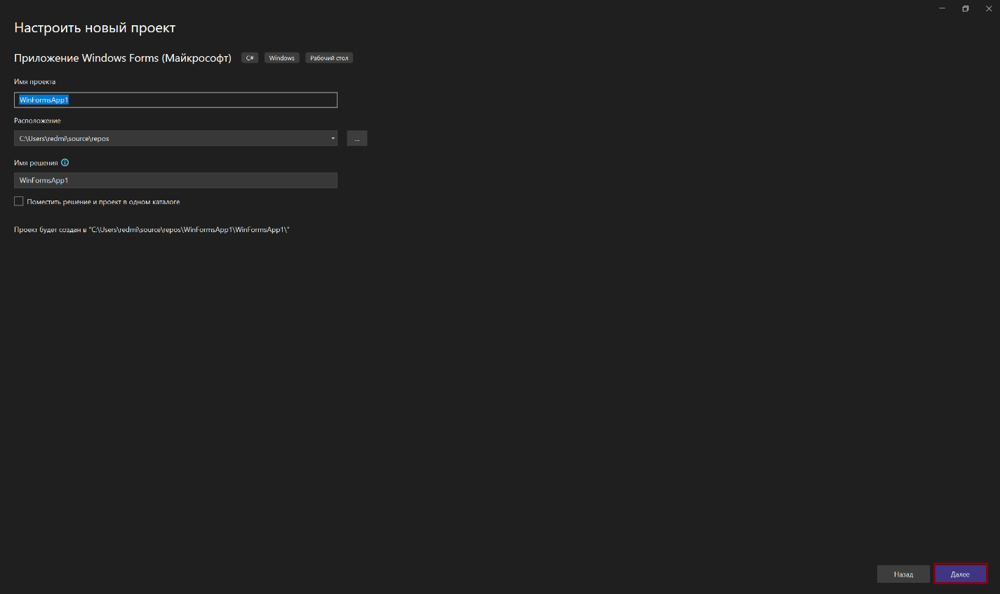 Настроить новый проект
Приложение Windows Forms (Майкрософт) C# Windows Рабочий стол
Имя проекта
WinFormsApp1
Расположение
C:\Users\redmi\source\repos ...
Имя решения
WinFormsApp1
Поместить решение и проект в одном каталоге
Проект будет создан в "C:\Users\redmi\source\repos\WinFormsApp1\WinFormsApp1\"
Назад Далее